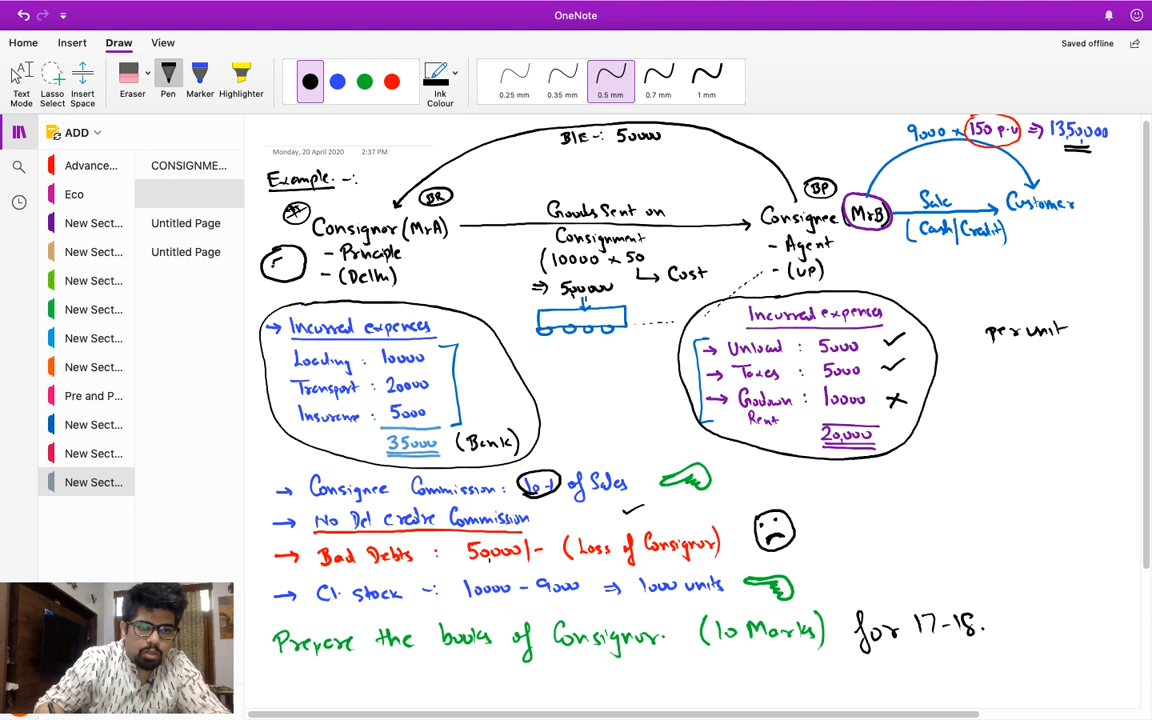 OneNote
Home Insert Draw View
Saved offline
Text Mode
Lasso Select
Insert Space
Eraser
Pen
Marker
Highlighter
Ink Colour
0.25 mm
0.35 mm
0.5 mm
0.7 mm
1 mm
ADD
Advance...
Eco
New Sect...
New Sect...
New Sect...
New Sect...
New Sect...
New Sect...
New Sect...
Pre and P...
New Sect...
New Sect...
New Sect...
CONSIGNME...
Untitled Page
Untitled Page
Monday, 20 April 2020 2:37 PM
B/E -: 50000
9000 × 150 p.u ⇒ 1350000
Example -:
BR
BP
Consignor (MrA)
Goods Sent on
Consignment
Consignee (MrB)
Sale
(Cash/Credit)
Customer
- Principle
- (Delhi)
(10000 × 50
Cost
⇒ 500000
- Agent
- (UP)
→ Incurred expenses
Loading : 10000
Transport : 20000
Insurance : 5000
35000 (Bank)
Incurred expenses
→ Unload : 5000 ✓
→ Taxes : 5000 ✓
→ Godown Rent : 10000 ×
20,000
per unit
→ Consignee Commission : of Sales
→ No Del credre Commission
→ Bad Debts : 50,000/- (Loss of Consignor)
→ Cl. stock -: 10000 - 9000 ⇒ 1000 units
Prepare the books of Consignor. (10 Marks) for 17-18.